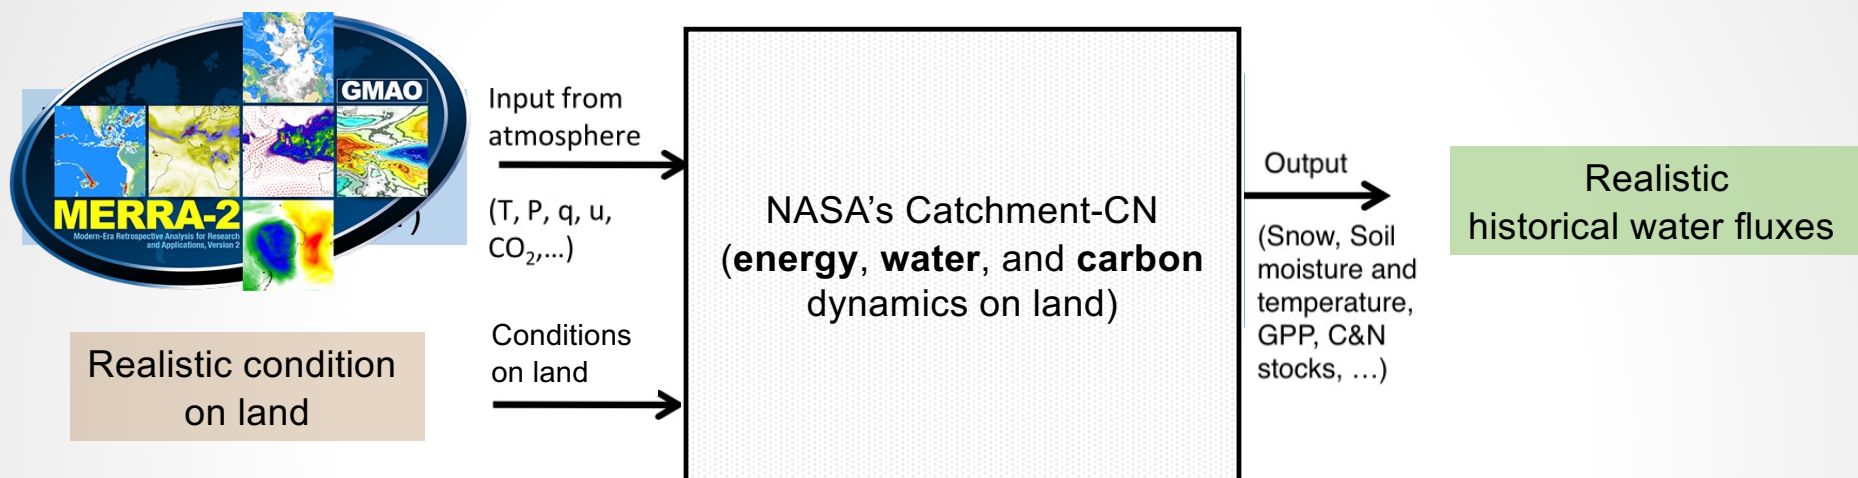 GMAO
MERRA-2
Modern-Era Retrospective Analysis for Research
and Applications, Version 2
)
Input from
atmosphere
(T, P, q, u,
CO₂,...)
Realistic condition
on land
Conditions
on land
NASA’s Catchment-CN
(energy, water, and carbon
dynamics on land)
Output
(Snow, Soil
moisture and
temperature,
GPP, C&N
stocks, …)
Realistic
historical water fluxes